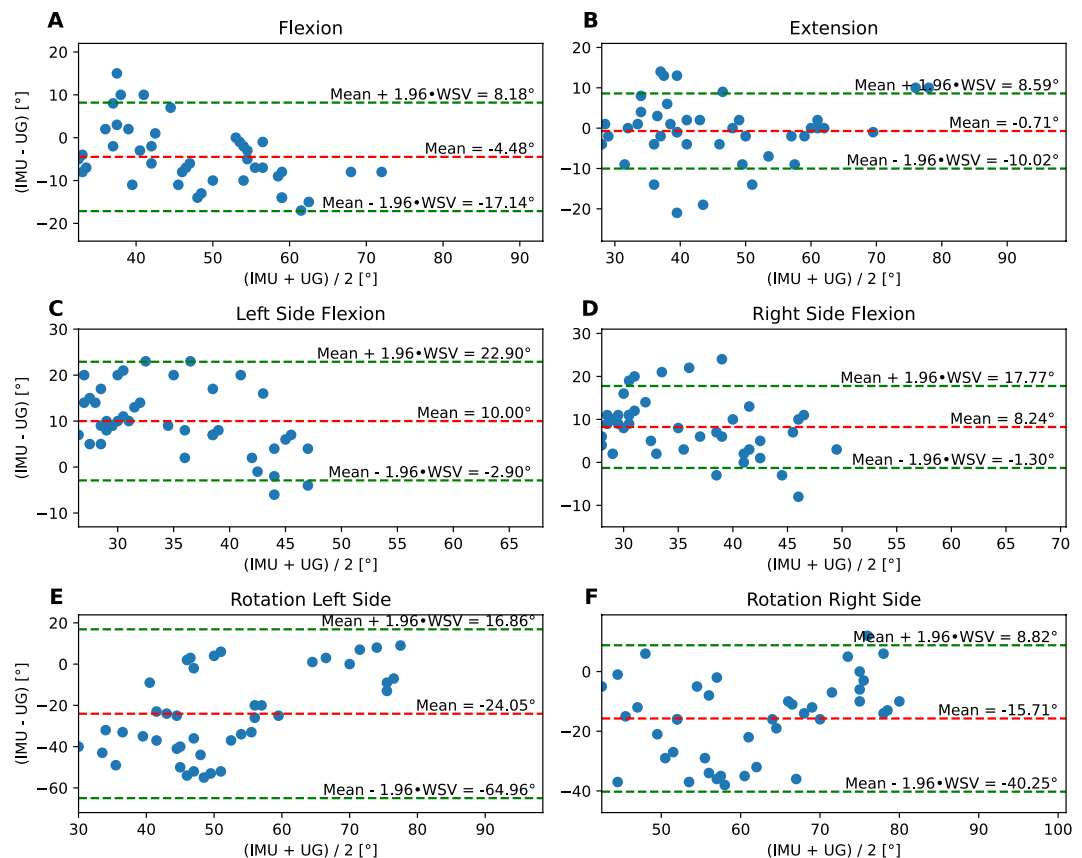 A
Flexion
20
10
0
−10
−20
(IMU - UG) [°]
Mean + 1.96•WSV = 8.18°
Mean = -4.48°
Mean - 1.96•WSV = -17.14°
40 50 60 70 80 90
(IMU + UG) / 2 [°]
B
Extension
20
10
0
−10
−20
(IMU - UG) [°]
Mean + 1.96•WSV = 8.59°
Mean = -0.71°
Mean - 1.96•WSV = -10.02°
30 40 50 60 70 80 90
(IMU + UG) / 2 [°]
C
Left Side Flexion
30
20
10
0
−10
(IMU - UG) [°]
Mean + 1.96•WSV = 22.90°
Mean = 10.00°
Mean - 1.96•WSV = -2.90°
30 35 40 45 50 55 60 65
(IMU + UG) / 2 [°]
D
Right Side Flexion
30
20
10
0
−10
(IMU - UG) [°]
Mean + 1.96•WSV = 17.77°
Mean = 8.24°
Mean - 1.96•WSV = -1.30°
30 35 40 45 50 55 60 65 70
(IMU + UG) / 2 [°]
E
Rotation Left Side
20
0
−20
−40
−60
(IMU - UG) [°]
Mean + 1.96•WSV = 16.86°
Mean = -24.05°
Mean - 1.96•WSV = -64.96°
30 40 50 60 70 80 90
(IMU + UG) / 2 [°]
F
Rotation Right Side
0
−20
−40
(IMU - UG) [°]
Mean + 1.96•WSV = 8.82°
Mean = -15.71°
Mean - 1.96•WSV = -40.25°
50 60 70 80 90 100
(IMU + UG) / 2 [°]